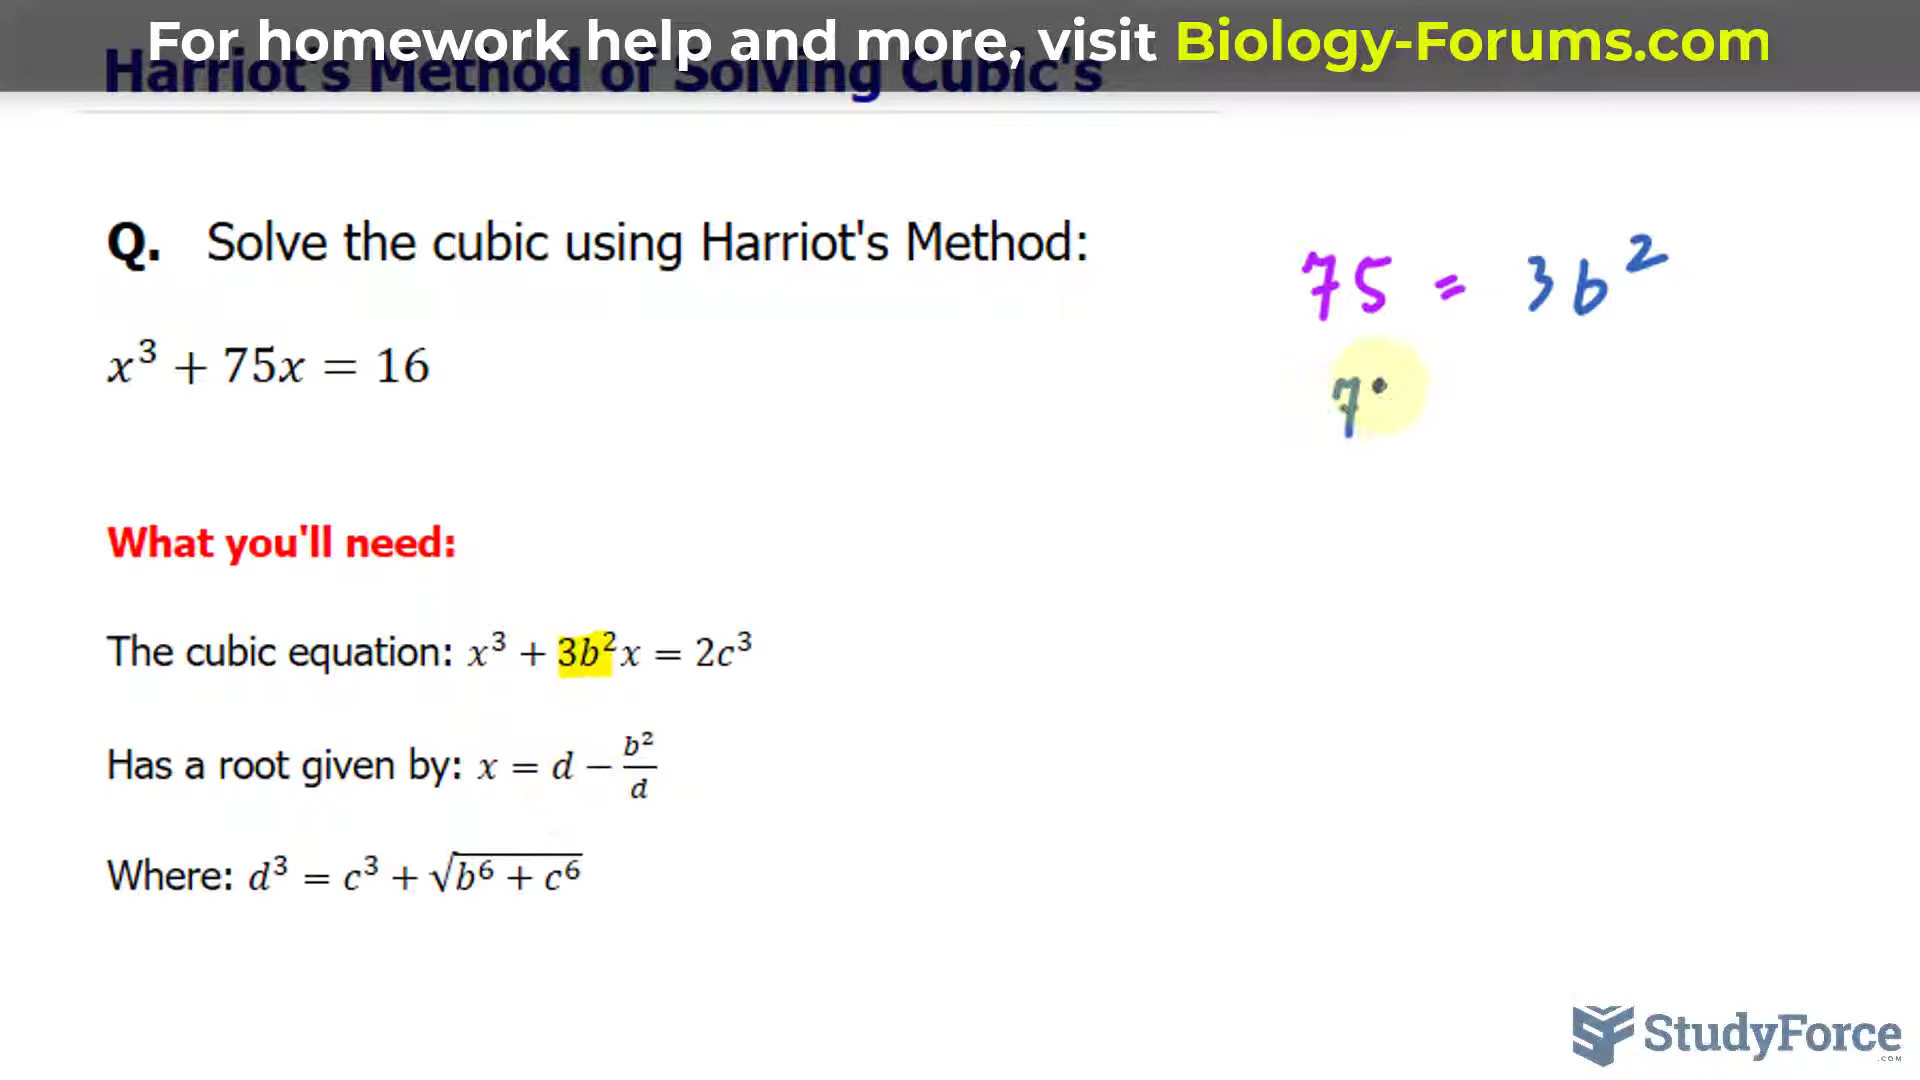 For homework help and more, visit Biology-Forums.com
Harriot's Method of Solving Cubic's
Q. Solve the cubic using Harriot's Method:
x³ + 75x = 16
75 = 3b²
7
What you'll need:
The cubic equation: x³ + 3b²x = 2c³
Has a root given by: x = d − b²/d
Where: d³ = c³ + √(b⁶ + c⁶)
StudyForce
.COM